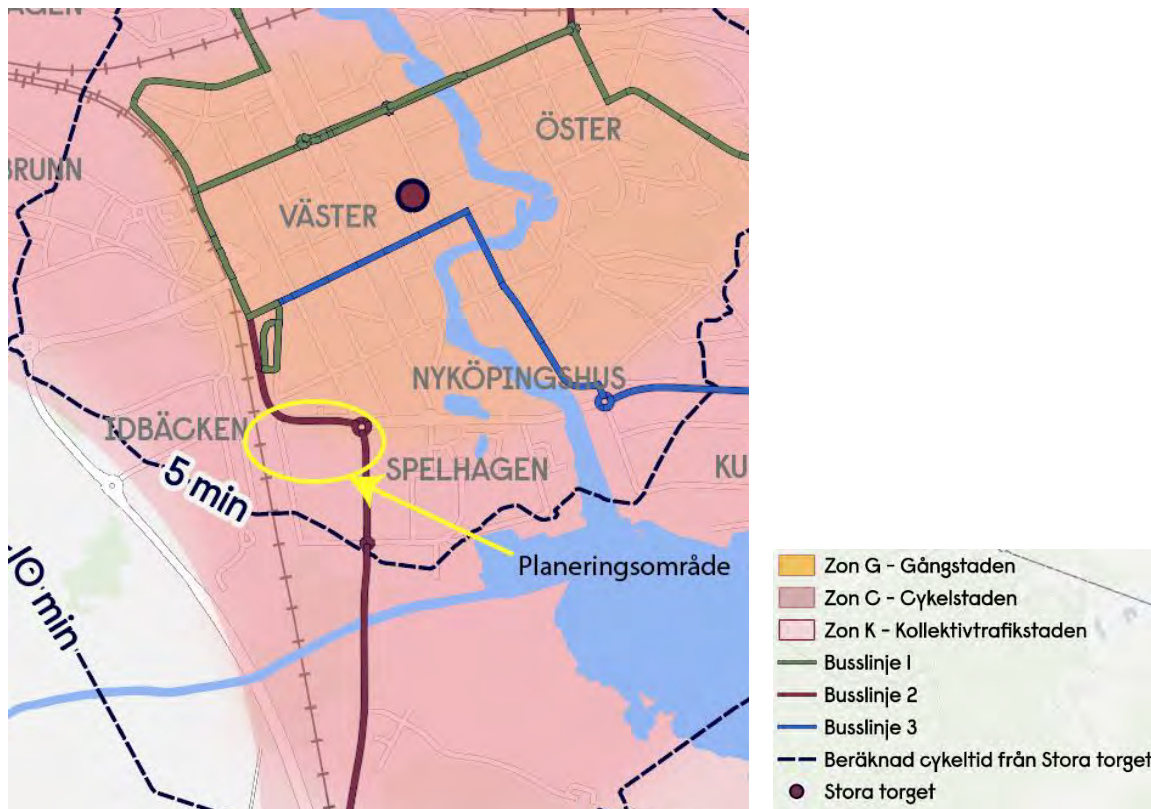 AGEN
ÖSTER
BRUNN
VÄSTER
NYKÖPINGSHUS
IDBÄCKEN
SPELHAGEN
KU
5 min
10 min
Planeringsområde
Zon G - Gångstaden
Zon C - Cykelstaden
Zon K - Kollektivtrafikstaden
Busslinje 1
Busslinje 2
Busslinje 3
Beräknad cykeltid från Stora torget
Stora torget